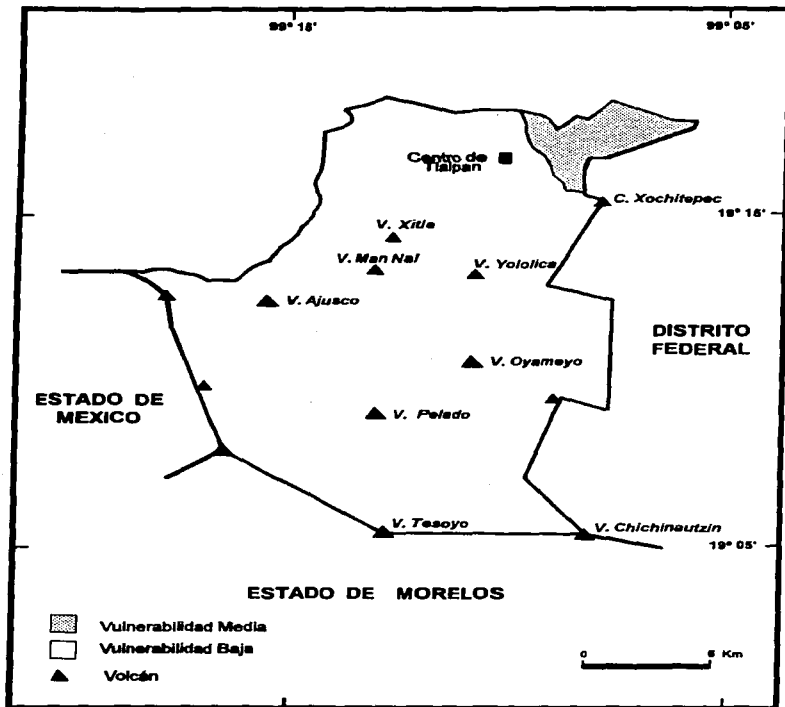 99° 15'
99° 05'
Centro de
Tlalpan
C. Xochitepec
19° 15'
V. Xitle
V. Man Nal
V. Yololica
V. Ajusco
DISTRITO
FEDERAL
V. Oyameyo
ESTADO DE
MEXICO
V. Pelado
V. Tesoyo
V. Chichinautzin
19° 05'
ESTADO DE MORELOS
Vulnerabilidad Media
Vulnerabilidad Baja
Volcán
0
6 Km